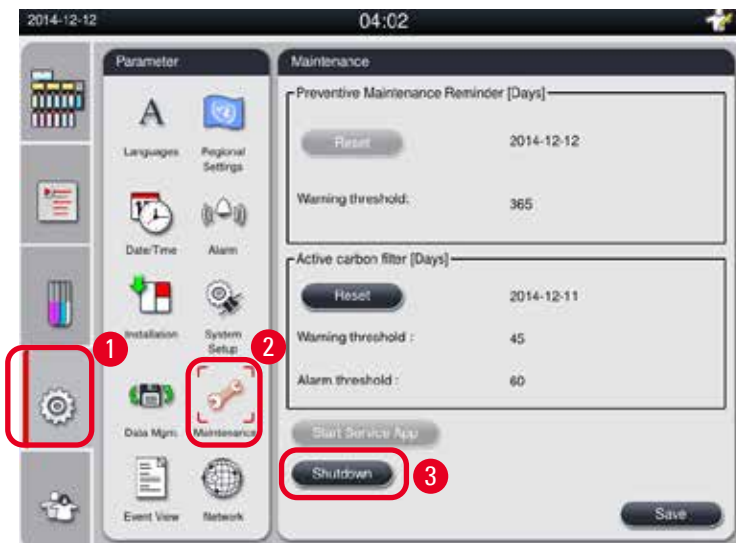 2014-12-12
04:02
Parameter
A
Languages
Regional Settings
Date/Time
Alarm
Installation
System Setup
Data Mgm.
Maintenance
Event View
Network
Maintenance
Preventive Maintenance Reminder [Days]
Reset
2014-12-12
Warning threshold:
365
Active carbon filter [Days]
Reset
2014-12-11
Warning threshold :
45
Alarm threshold :
60
Start Service App
Shutdown
Save
1
2
3